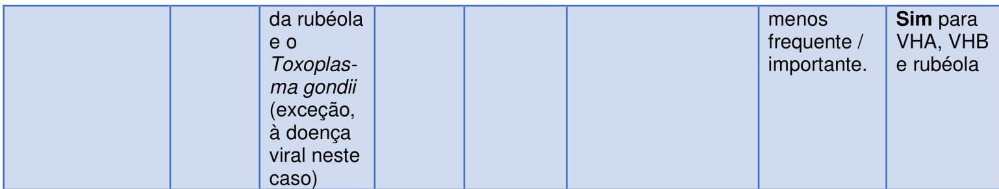 da rubéola
e o
Toxoplas-
ma gondii
(exceção,
à doença
viral neste
caso)
menos
frequente /
importante.
Sim para
VHA, VHB
e rubéola